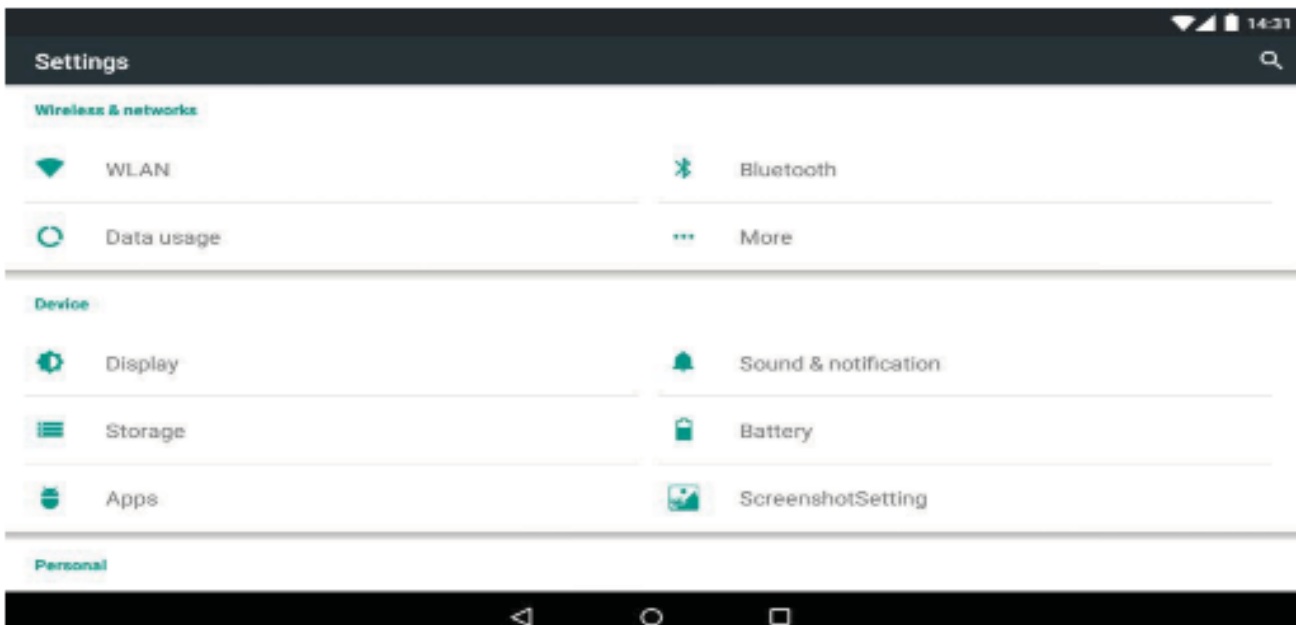 14:31
Settings
Wireless & networks
WLAN
Bluetooth
Data usage
More
Device
Display
Sound & notification
Storage
Battery
Apps
ScreenshotSetting
Personal